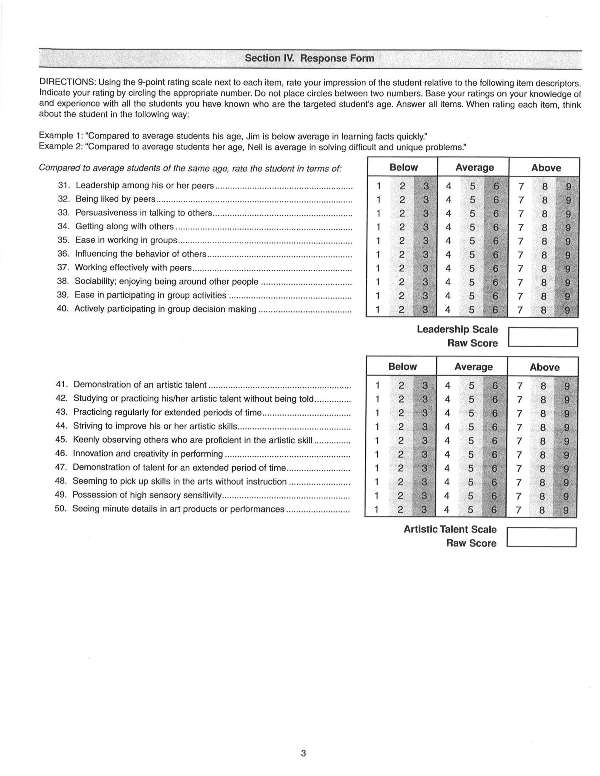 Section IV. Response Form
DIRECTIONS: Using the 9-point rating scale next to each item, rate your impression of the student relative to the following item descriptors.
Indicate your rating by circling the appropriate number. Do not place circles between two numbers. Base your ratings on your knowledge of
and experience with all the students you have known who are the targeted student's age. Answer all items. When rating each item, think
about the student in the following way:
Example 1: "Compared to average students his age, Jim is below average in learning facts quickly."
Example 2: "Compared to average students her age, Nell is average in solving difficult and unique problems."
Compared to average students of the same age, rate the student in terms of: Below Average Above
31. Leadership among his or her peers 1 2 3 4 5 6 7 8 9
32. Being liked by peers 1 2 3 4 5 6 7 8 9
33. Persuasiveness in talking to others 1 2 3 4 5 6 7 8 9
34. Getting along with others 1 2 3 4 5 6 7 8 9
35. Ease in working in groups 1 2 3 4 5 6 7 8 9
36. Influencing the behavior of others 1 2 3 4 5 6 7 8 9
37. Working effectively with peers 1 2 3 4 5 6 7 8 9
38. Sociability; enjoying being around other people 1 2 3 4 5 6 7 8 9
39. Ease in participating in group activities 1 2 3 4 5 6 7 8 9
40. Actively participating in group decision making 1 2 3 4 5 6 7 8 9
Leadership Scale
Raw Score
Below Average Above
41. Demonstration of an artistic talent 1 2 3 4 5 6 7 8 9
42. Studying or practicing his/her artistic talent without being told 1 2 3 4 5 6 7 8 9
43. Practicing regularly for extended periods of time 1 2 3 4 5 6 7 8 9
44. Striving to improve his or her artistic skills 1 2 3 4 5 6 7 8 9
45. Keenly observing others who are proficient in the artistic skill 1 2 3 4 5 6 7 8 9
46. Innovation and creativity in performing 1 2 3 4 5 6 7 8 9
47. Demonstration of talent for an extended period of time 1 2 3 4 5 6 7 8 9
48. Seeming to pick up skills in the arts without instruction 1 2 3 4 5 6 7 8 9
49. Possession of high sensory sensitivity 1 2 3 4 5 6 7 8 9
50. Seeing minute details in art products or performances 1 2 3 4 5 6 7 8 9
Artistic Talent Scale
Raw Score
3